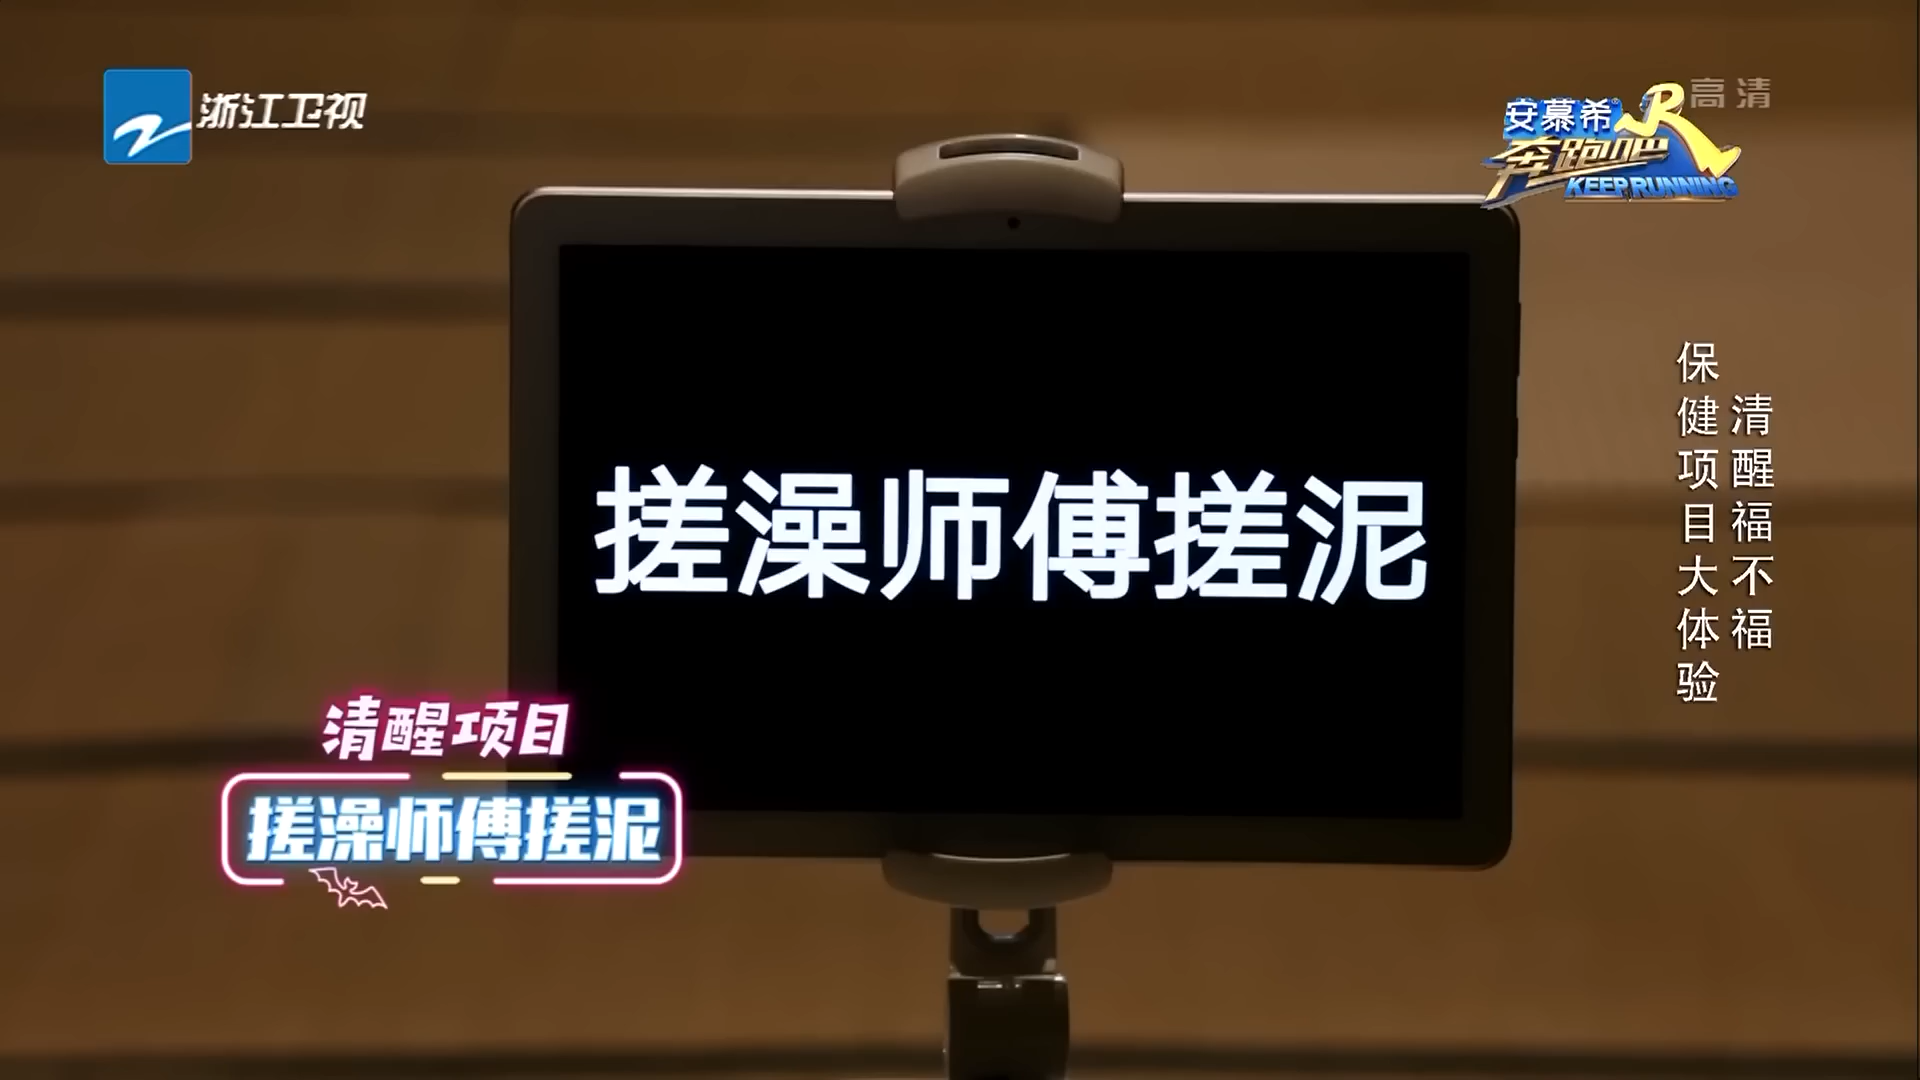 浙江卫视
高清
安慕希
奔跑吧
KEEP RUNNING
搓澡师傅搓泥
清醒福不福
保健项目大体验
清醒项目
搓澡师傅搓泥